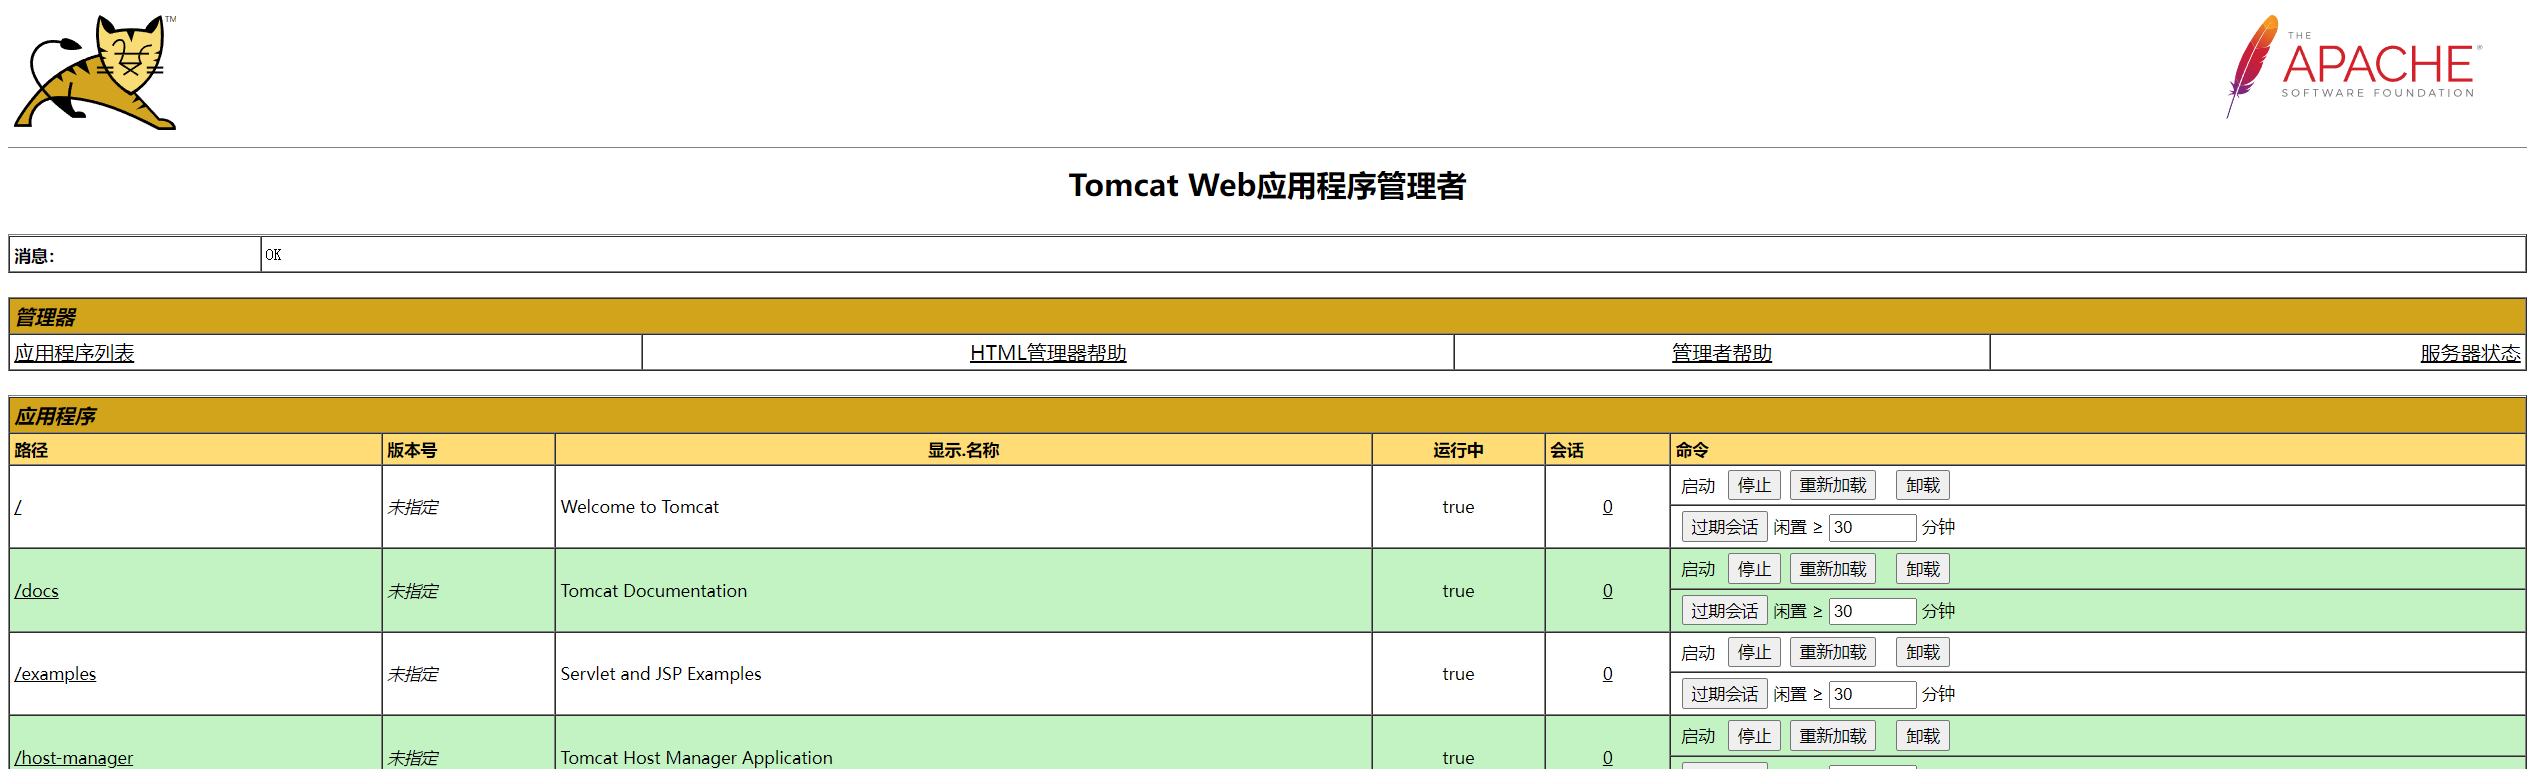 TM
THE
APACHE®
SOFTWARE FOUNDATION
Tomcat Web应用程序管理者
消息: OK
管理器
应用程序列表 HTML管理器帮助 管理者帮助 服务器状态
应用程序
路径 版本号 显示.名称 运行中 会话 命令
/ 未指定 Welcome to Tomcat true 0 启动 停止 重新加载 卸载
过期会话 闲置 ≥ 30 分钟
/docs 未指定 Tomcat Documentation true 0 启动 停止 重新加载 卸载
过期会话 闲置 ≥ 30 分钟
/examples 未指定 Servlet and JSP Examples true 0 启动 停止 重新加载 卸载
过期会话 闲置 ≥ 30 分钟
/host-manager 未指定 Tomcat Host Manager Application true 0 启动 停止 重新加载 卸载